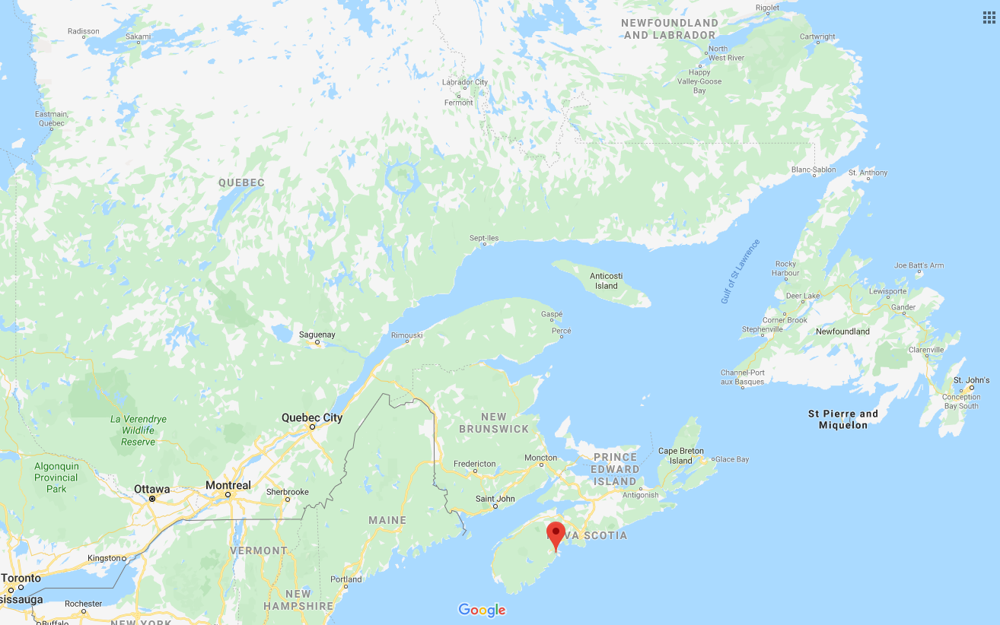 Rigolet
NEWFOUNDLAND
AND LABRADOR
Radisson
Sakami
Cartwright
North
West River
Happy
Valley-Goose
Bay
Labrador City
Fermont
Eastmain,
Quebec
Blanc-Sablon
St. Anthony
QUEBEC
Sept-Iles
Gulf of St Lawrence
Rocky
Harbour
Joe Batt's Arm
Anticosti
Island
Deer Lake
Lewisporte
Gander
Gaspé
Corner Brook
Stephenville
Newfoundland
Percé
Saguenay
Rimouski
Clarenville
Channel-Port
aux Basques
St. John's
Conception
Bay South
St Pierre and
Miquelon
La Verendrye
Wildlife
Reserve
Quebec City
NEW
BRUNSWICK
Cape Breton
Island
Glace Bay
PRINCE
EDWARD
ISLAND
Fredericton
Moncton
Algonquin
Provincial
Park
Ottawa
Montreal
Sherbrooke
Saint John
Antigonish
MAINE
VA SCOTIA
VERMONT
Kingston
Toronto
sissauga
Portland
Rochester
NEW
HAMPSHIRE
Google
Buffalo
NEW YORK